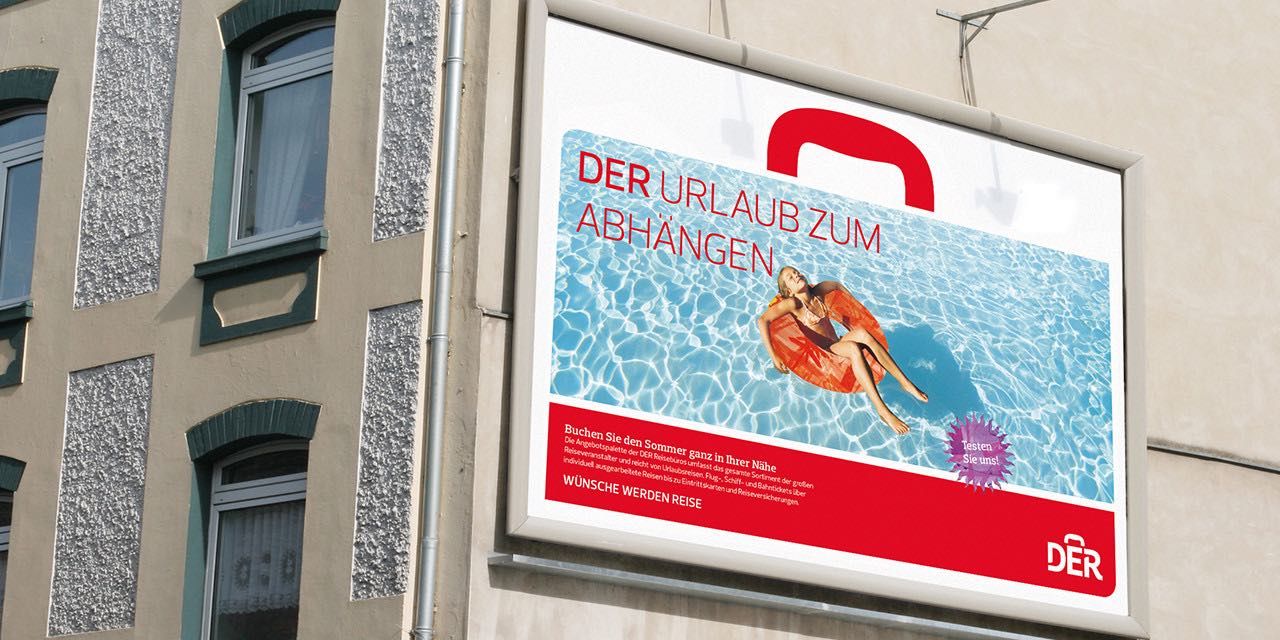 DER URLAUB ZUM
ABHÄNGEN
Buchen Sie den Sommer ganz in Ihrer Nähe
Die Angebotspalette der DER Reisebüros umfasst das gesamte Sortiment der großen
Reiseveranstalter und reicht von Urlaubsreisen, Flug-, Schiff- und Bahntickets über
individuell ausgearbeitete Reisen bis zu Eintrittskarten und Reiseversicherungen.
WÜNSCHE WERDEN REISE
Testen
Sie uns!
DER